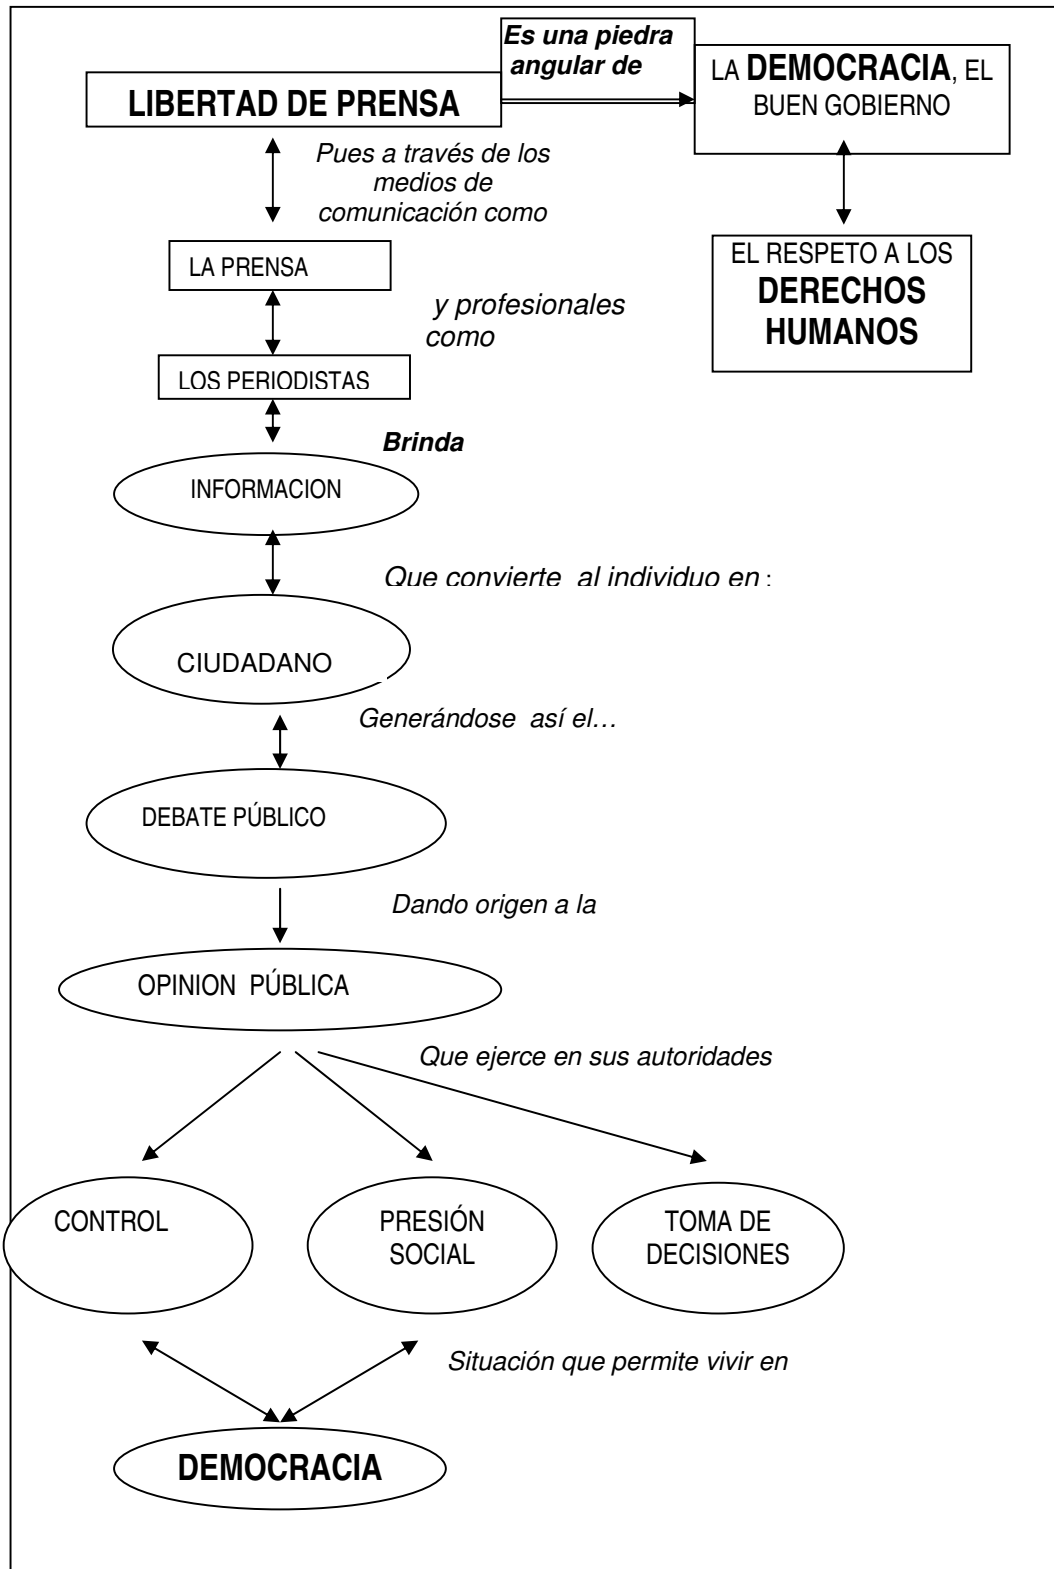 Es una piedra
angular de
LIBERTAD DE PRENSA
LA DEMOCRACIA, EL
BUEN GOBIERNO
Pues a través de los
medios de
comunicación como
LA PRENSA
EL RESPETO A LOS
DERECHOS
HUMANOS
y profesionales
como
LOS PERIODISTAS
Brinda
INFORMACION
Que convierte al individuo en :
CIUDADANO
Generándose así el…
DEBATE PÚBLICO
Dando origen a la
OPINION PÚBLICA
Que ejerce en sus autoridades
CONTROL
PRESIÓN
SOCIAL
TOMA DE
DECISIONES
Situación que permite vivir en
DEMOCRACIA